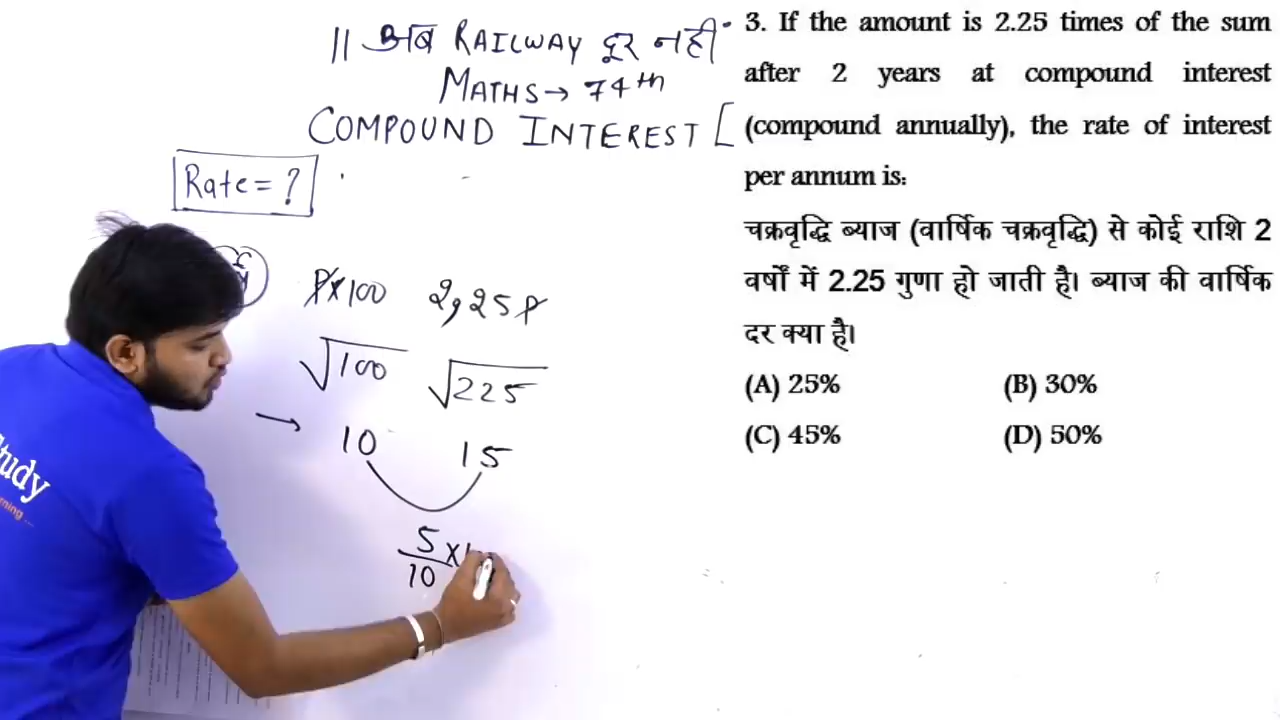 || अब RAILWAY दूर नही
MATHS → 74th
COMPOUND INTEREST [
Rate = ?
P×100 2.25P
√100 √225
→ 10 15
5/10 ×
tudy
rning ...
3. If the amount is 2.25 times of the sum
after 2 years at compound interest
(compound annually), the rate of interest
per annum is:
चक्रवृद्धि ब्याज (वार्षिक चक्रवृद्धि) से कोई राशि 2
वर्षों में 2.25 गुणा हो जाती है। ब्याज की वार्षिक
दर क्या है।
(A) 25% (B) 30%
(C) 45% (D) 50%